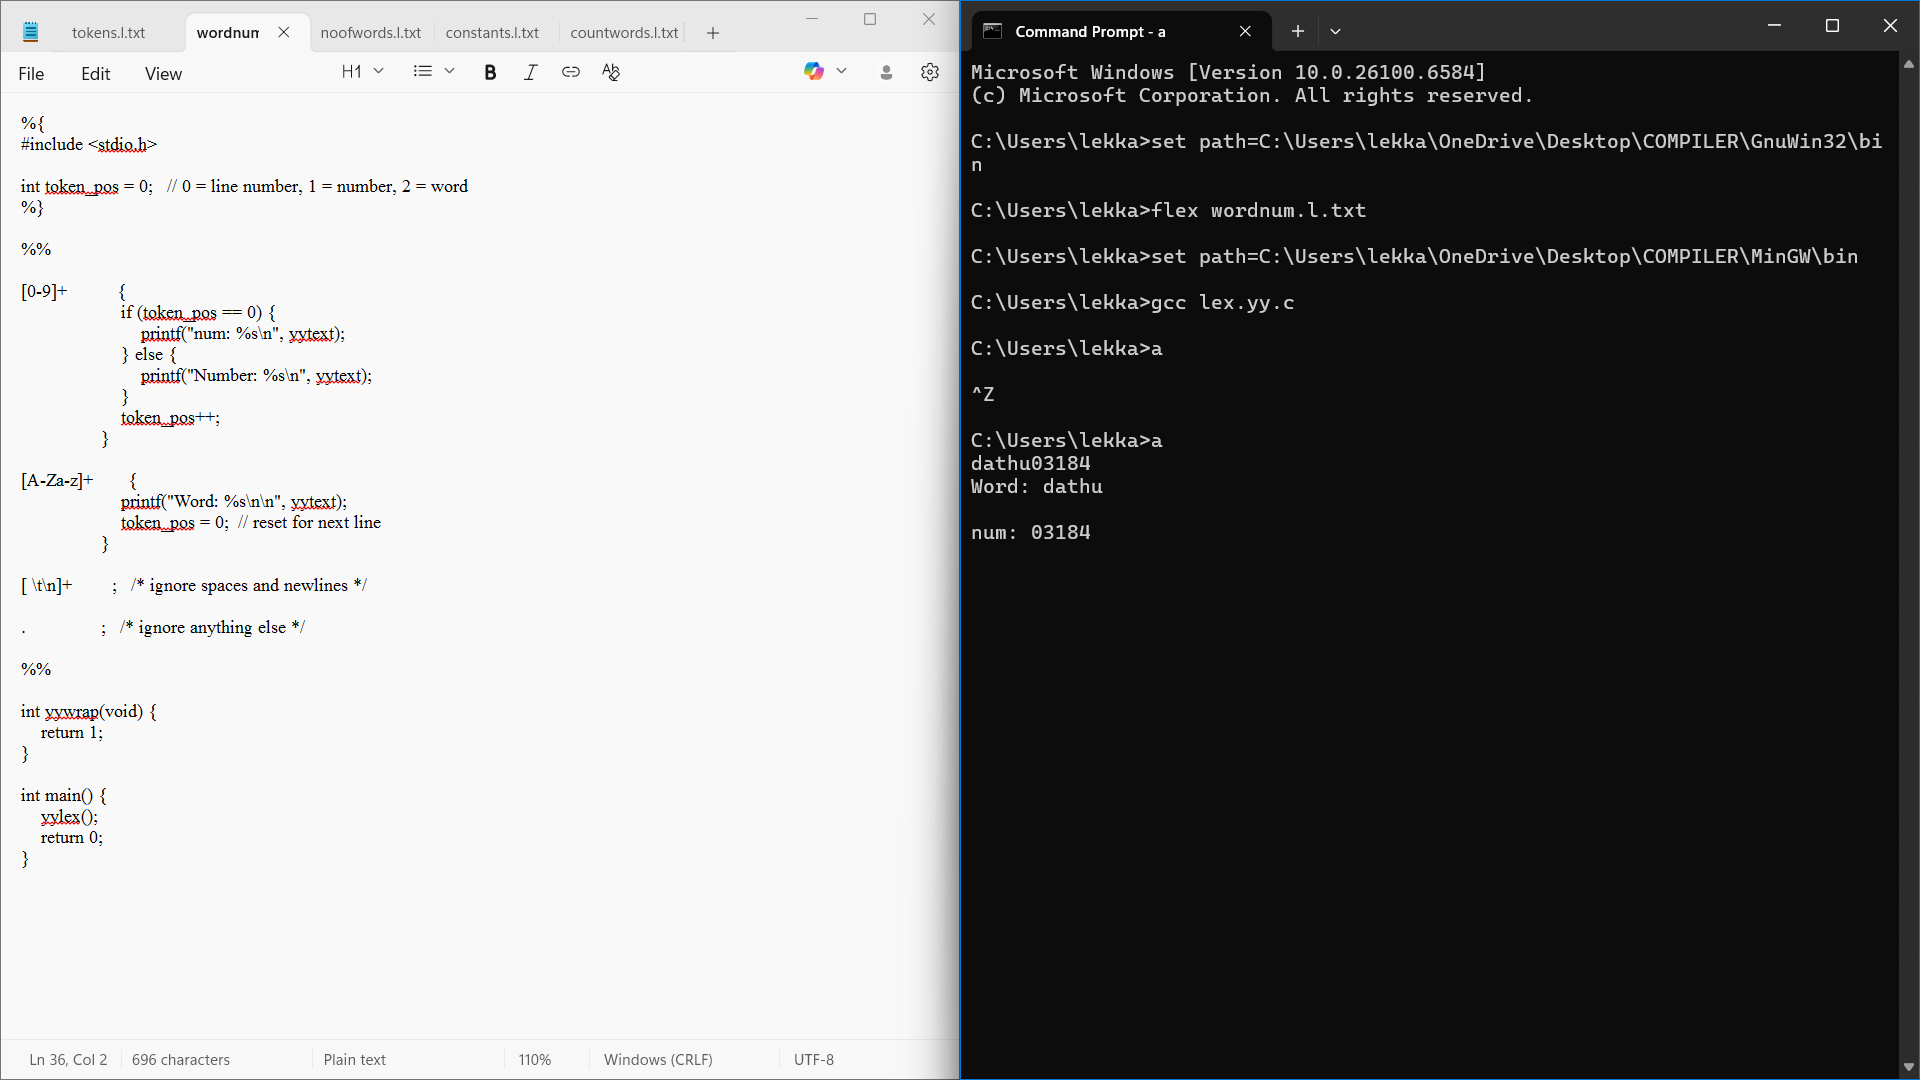 tokens.l.txt
wordnum
noofwords.l.txt
constants.l.txt
countwords.l.txt
File Edit View
H1
B
I
%{
#include <stdio.h>
int token_pos = 0;   // 0 = line number, 1 = number, 2 = word
%}
%%
[0-9]+           {
if (token_pos == 0) {
printf("num: %s\n", yytext);
} else {
printf("Number: %s\n", yytext);
}
token_pos++;
}
[A-Za-z]+        {
printf("Word: %s\n\n", yytext);
token_pos = 0;  // reset for next line
}
[ \t\n]+         ;   /* ignore spaces and newlines */
.                ;   /* ignore anything else */
%%
int yywrap(void) {
return 1;
}
int main() {
yylex();
return 0;
}
Ln 36, Col 2
696 characters
Plain text
110%
Windows (CRLF)
UTF-8
Command Prompt - a
Microsoft Windows [Version 10.0.26100.6584]
(c) Microsoft Corporation. All rights reserved.
C:\Users\lekka>set path=C:\Users\lekka\OneDrive\Desktop\COMPILER\GnuWin32\bi
n
C:\Users\lekka>flex wordnum.l.txt
C:\Users\lekka>set path=C:\Users\lekka\OneDrive\Desktop\COMPILER\MinGW\bin
C:\Users\lekka>gcc lex.yy.c
C:\Users\lekka>a
^Z
C:\Users\lekka>a
dathu03184
Word: dathu
num: 03184